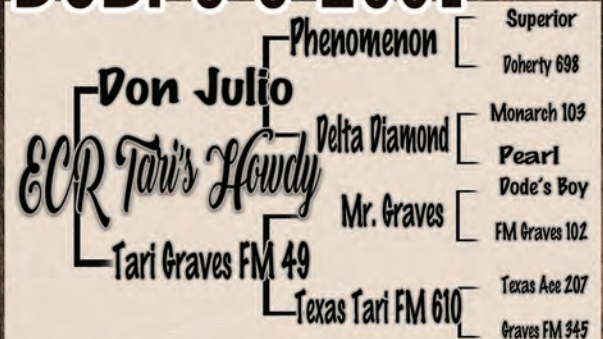 DOB:
Phenomenon
Superior
Doherty 698
Don Julio
Delta Diamond
Monarch 103
Pearl
ECR Tari's Howdy
Mr. Graves
Dode's Boy
FM Graves 102
Tari Graves FM 49
Texas Tari FM 610
Texas Ace 207
Graves FM 345